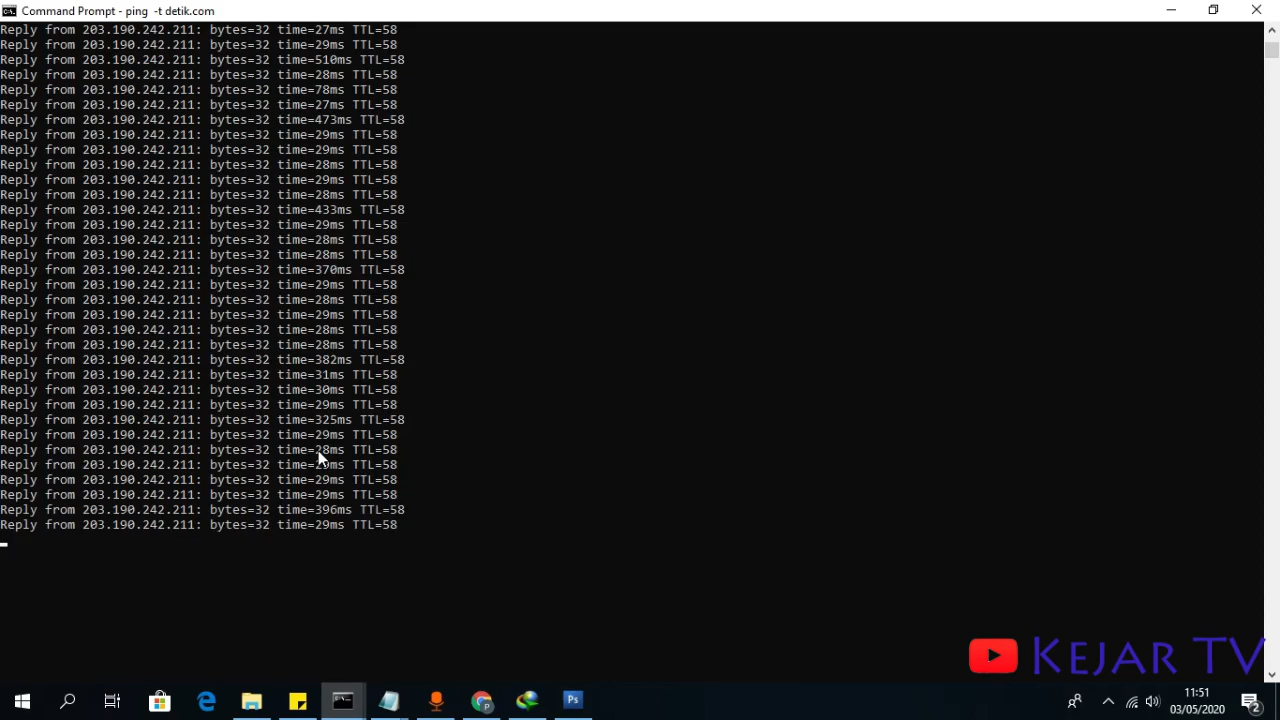 Command Prompt - ping  -t detik.com
Reply from 203.190.242.211: bytes=32 time=27ms TTL=58
Reply from 203.190.242.211: bytes=32 time=29ms TTL=58
Reply from 203.190.242.211: bytes=32 time=510ms TTL=58
Reply from 203.190.242.211: bytes=32 time=28ms TTL=58
Reply from 203.190.242.211: bytes=32 time=78ms TTL=58
Reply from 203.190.242.211: bytes=32 time=27ms TTL=58
Reply from 203.190.242.211: bytes=32 time=473ms TTL=58
Reply from 203.190.242.211: bytes=32 time=29ms TTL=58
Reply from 203.190.242.211: bytes=32 time=29ms TTL=58
Reply from 203.190.242.211: bytes=32 time=28ms TTL=58
Reply from 203.190.242.211: bytes=32 time=29ms TTL=58
Reply from 203.190.242.211: bytes=32 time=28ms TTL=58
Reply from 203.190.242.211: bytes=32 time=433ms TTL=58
Reply from 203.190.242.211: bytes=32 time=29ms TTL=58
Reply from 203.190.242.211: bytes=32 time=28ms TTL=58
Reply from 203.190.242.211: bytes=32 time=28ms TTL=58
Reply from 203.190.242.211: bytes=32 time=370ms TTL=58
Reply from 203.190.242.211: bytes=32 time=29ms TTL=58
Reply from 203.190.242.211: bytes=32 time=28ms TTL=58
Reply from 203.190.242.211: bytes=32 time=29ms TTL=58
Reply from 203.190.242.211: bytes=32 time=28ms TTL=58
Reply from 203.190.242.211: bytes=32 time=28ms TTL=58
Reply from 203.190.242.211: bytes=32 time=382ms TTL=58
Reply from 203.190.242.211: bytes=32 time=31ms TTL=58
Reply from 203.190.242.211: bytes=32 time=30ms TTL=58
Reply from 203.190.242.211: bytes=32 time=29ms TTL=58
Reply from 203.190.242.211: bytes=32 time=325ms TTL=58
Reply from 203.190.242.211: bytes=32 time=29ms TTL=58
Reply from 203.190.242.211: bytes=32 time=28ms TTL=58
Reply from 203.190.242.211: bytes=32 time=29ms TTL=58
Reply from 203.190.242.211: bytes=32 time=29ms TTL=58
Reply from 203.190.242.211: bytes=32 time=29ms TTL=58
Reply from 203.190.242.211: bytes=32 time=396ms TTL=58
Reply from 203.190.242.211: bytes=32 time=29ms TTL=58
Kejar TV
Ps
11:51
03/05/2020
2